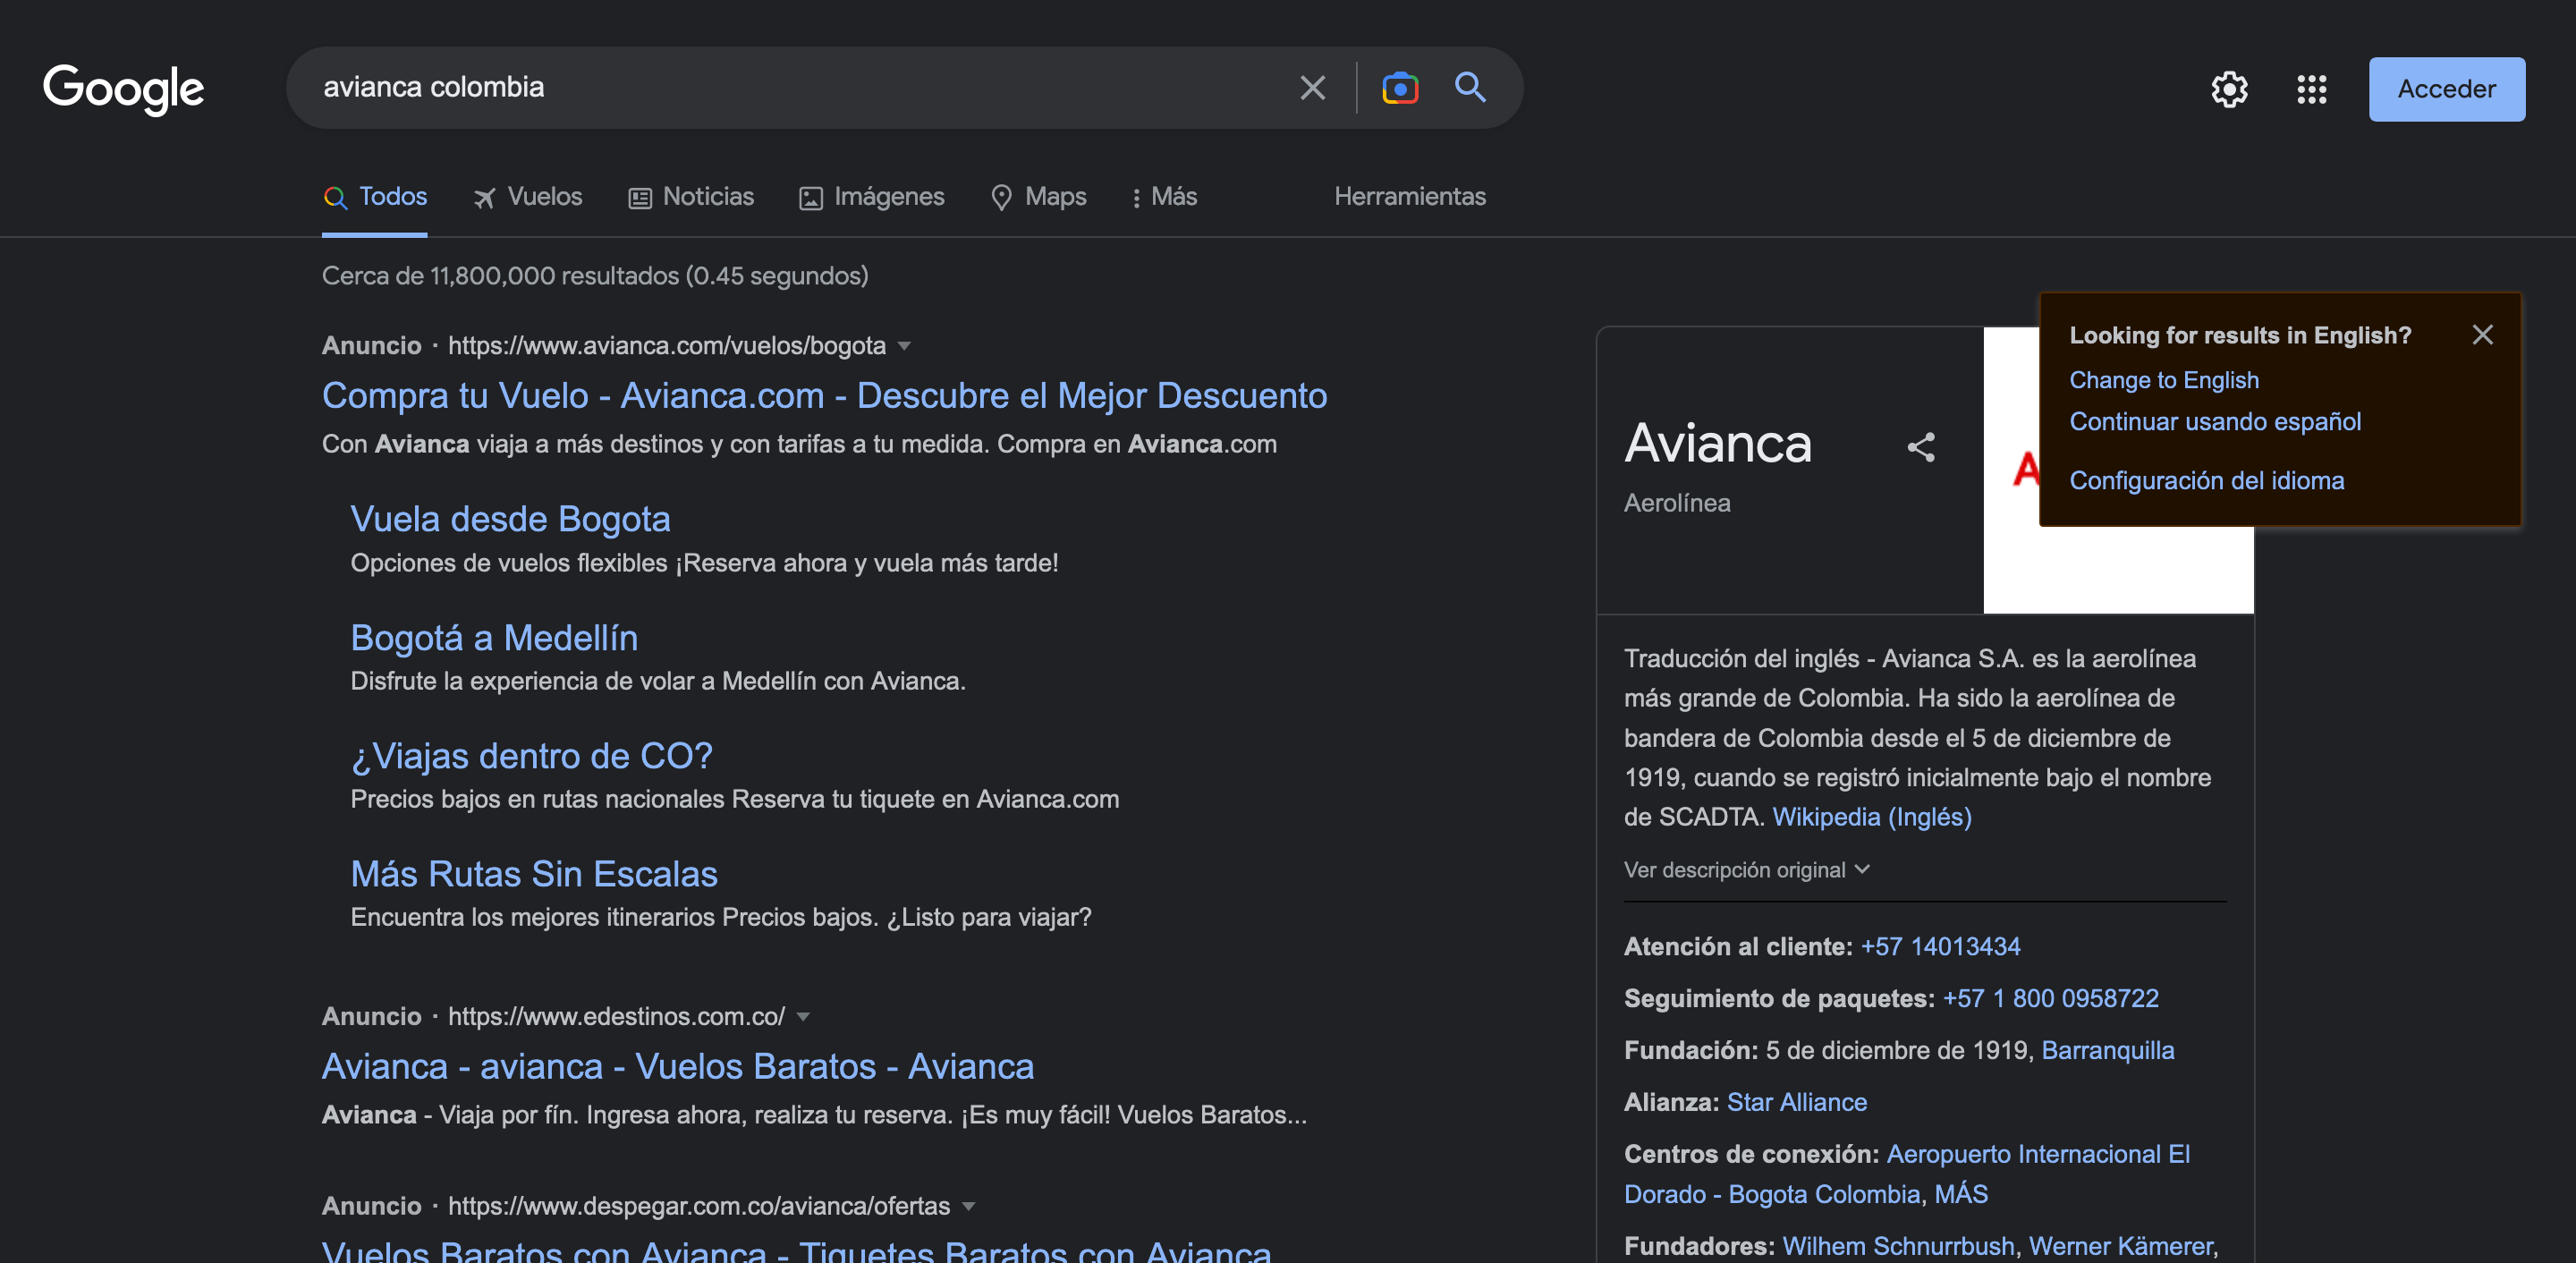 Google
avianca colombia
Acceder
Todos
Vuelos
Noticias
Imágenes
Maps
Más
Herramientas
Cerca de 11,800,000 resultados (0.45 segundos)
Anuncio · https://www.avianca.com/vuelos/bogota
Compra tu Vuelo - Avianca.com - Descubre el Mejor Descuento
Con Avianca viaja a más destinos y con tarifas a tu medida. Compra en Avianca.com
Vuela desde Bogota
Opciones de vuelos flexibles ¡Reserva ahora y vuela más tarde!
Bogotá a Medellín
Disfrute la experiencia de volar a Medellín con Avianca.
¿Viajas dentro de CO?
Precios bajos en rutas nacionales Reserva tu tiquete en Avianca.com
Más Rutas Sin Escalas
Encuentra los mejores itinerarios Precios bajos. ¿Listo para viajar?
Anuncio · https://www.edestinos.com.co/
Avianca - avianca - Vuelos Baratos - Avianca
Avianca - Viaja por fín. Ingresa ahora, realiza tu reserva. ¡Es muy fácil! Vuelos Baratos...
Anuncio · https://www.despegar.com.co/avianca/ofertas
Vuelos Baratos con Avianca - Tiquetes Baratos con Avianca
Looking for results in English?
Change to English
Continuar usando español
Configuración del idioma
Avianca
Aerolínea
A
Traducción del inglés - Avianca S.A. es la aerolínea
más grande de Colombia. Ha sido la aerolínea de
bandera de Colombia desde el 5 de diciembre de
1919, cuando se registró inicialmente bajo el nombre
de SCADTA. Wikipedia (Inglés)
Ver descripción original
Atención al cliente: +57 14013434
Seguimiento de paquetes: +57 1 800 0958722
Fundación: 5 de diciembre de 1919, Barranquilla
Alianza: Star Alliance
Centros de conexión: Aeropuerto Internacional El
Dorado - Bogota Colombia, MÁS
Fundadores: Wilhem Schnurrbush, Werner Kämerer,